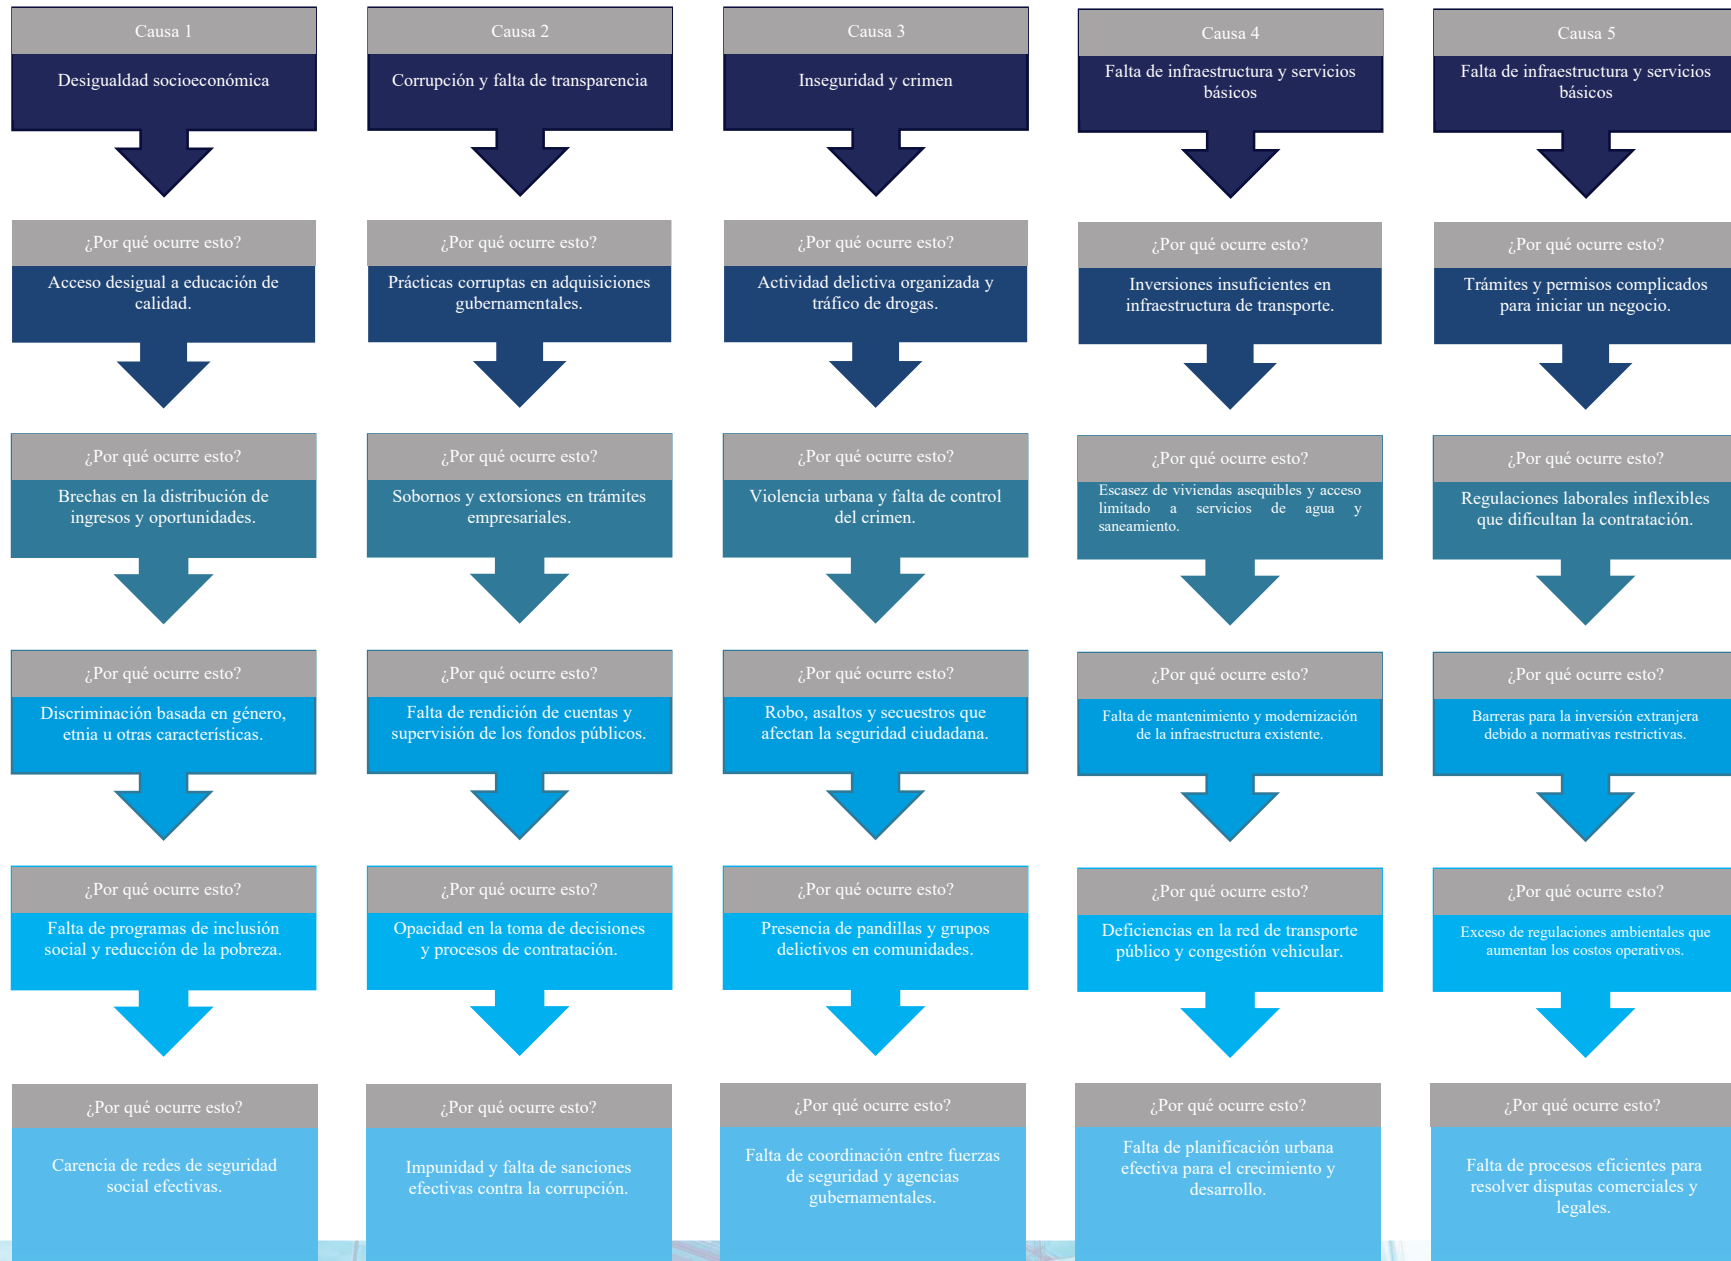 Causa 1
Desigualdad socioeconómica
¿Por qué ocurre esto?
Acceso desigual a educación de
calidad.
¿Por qué ocurre esto?
Brechas en la distribución de
ingresos y oportunidades.
¿Por qué ocurre esto?
Discriminación basada en género,
etnia u otras características.
¿Por qué ocurre esto?
Falta de programas de inclusión
social y reducción de la pobreza.
¿Por qué ocurre esto?
Carencia de redes de seguridad
social efectivas.
Causa 2
Corrupción y falta de transparencia
¿Por qué ocurre esto?
Prácticas corruptas en adquisiciones
gubernamentales.
¿Por qué ocurre esto?
Sobornos y extorsiones en trámites
empresariales.
¿Por qué ocurre esto?
Falta de rendición de cuentas y
supervisión de los fondos públicos.
¿Por qué ocurre esto?
Opacidad en la toma de decisiones
y procesos de contratación.
¿Por qué ocurre esto?
Impunidad y falta de sanciones
efectivas contra la corrupción.
Causa 3
Inseguridad y crimen
¿Por qué ocurre esto?
Actividad delictiva organizada y
tráfico de drogas.
¿Por qué ocurre esto?
Violencia urbana y falta de control
del crimen.
¿Por qué ocurre esto?
Robo, asaltos y secuestros que
afectan la seguridad ciudadana.
¿Por qué ocurre esto?
Presencia de pandillas y grupos
delictivos en comunidades.
¿Por qué ocurre esto?
Falta de coordinación entre fuerzas
de seguridad y agencias
gubernamentales.
Causa 4
Falta de infraestructura y servicios
básicos
¿Por qué ocurre esto?
Inversiones insuficientes en
infraestructura de transporte.
¿Por qué ocurre esto?
Escasez de viviendas asequibles y acceso
limitado a servicios de agua y
saneamiento.
¿Por qué ocurre esto?
Falta de mantenimiento y modernización
de la infraestructura existente.
¿Por qué ocurre esto?
Deficiencias en la red de transporte
público y congestión vehicular.
¿Por qué ocurre esto?
Falta de planificación urbana
efectiva para el crecimiento y
desarrollo.
Causa 5
Falta de infraestructura y servicios
básicos
¿Por qué ocurre esto?
Trámites y permisos complicados
para iniciar un negocio.
¿Por qué ocurre esto?
Regulaciones laborales inflexibles
que dificultan la contratación.
¿Por qué ocurre esto?
Barreras para la inversión extranjera
debido a normativas restrictivas.
¿Por qué ocurre esto?
Exceso de regulaciones ambientales que
aumentan los costos operativos.
¿Por qué ocurre esto?
Falta de procesos eficientes para
resolver disputas comerciales y
legales.